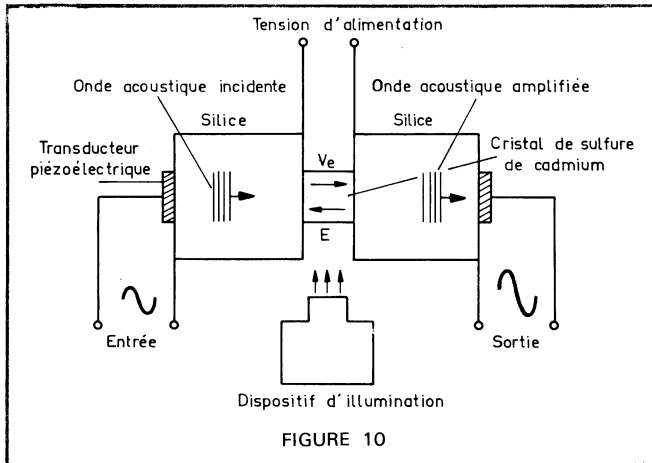 Tension d'alimentation
Onde acoustique incidente
Onde acoustique amplifiée
Silice
Silice
Transducteur
piézoélectrique
Cristal de sulfure
de cadmium
Ve
E
Entrée
Sortie
Dispositif d'illumination
FIGURE 10